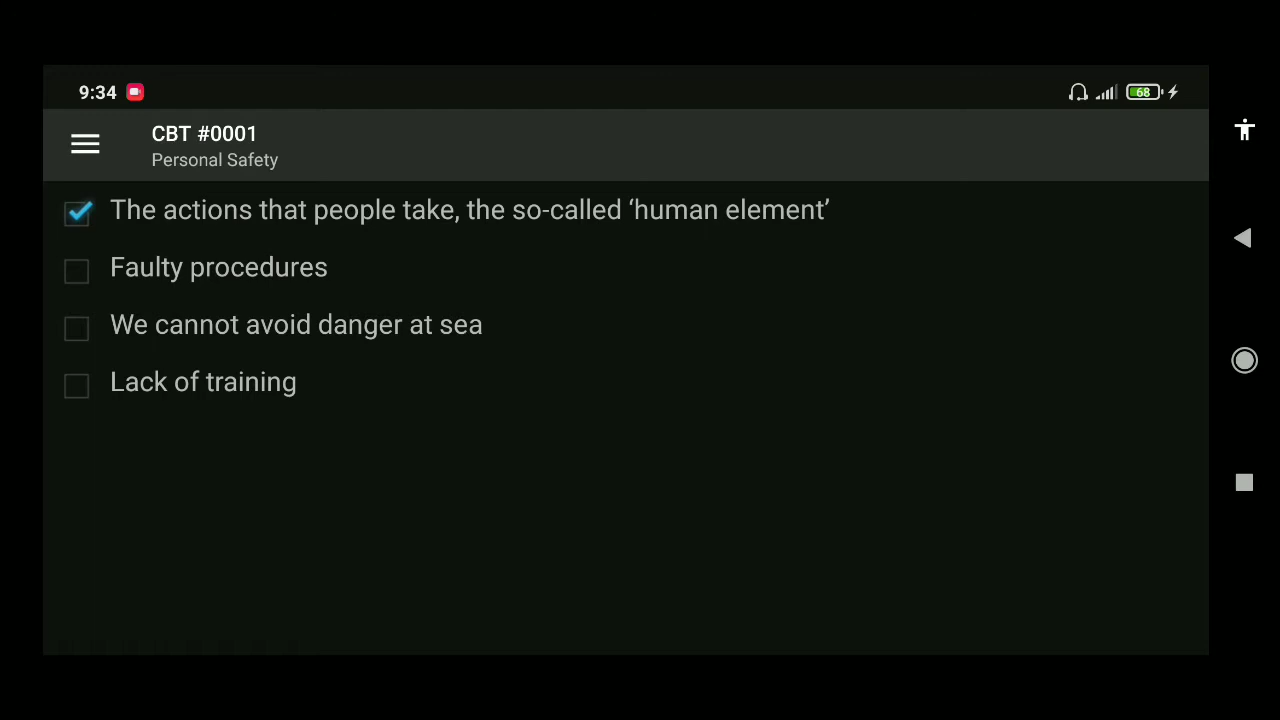 9:34
68
CBT #0001
Personal Safety
The actions that people take, the so-called ‘human element’
Faulty procedures
We cannot avoid danger at sea
Lack of training